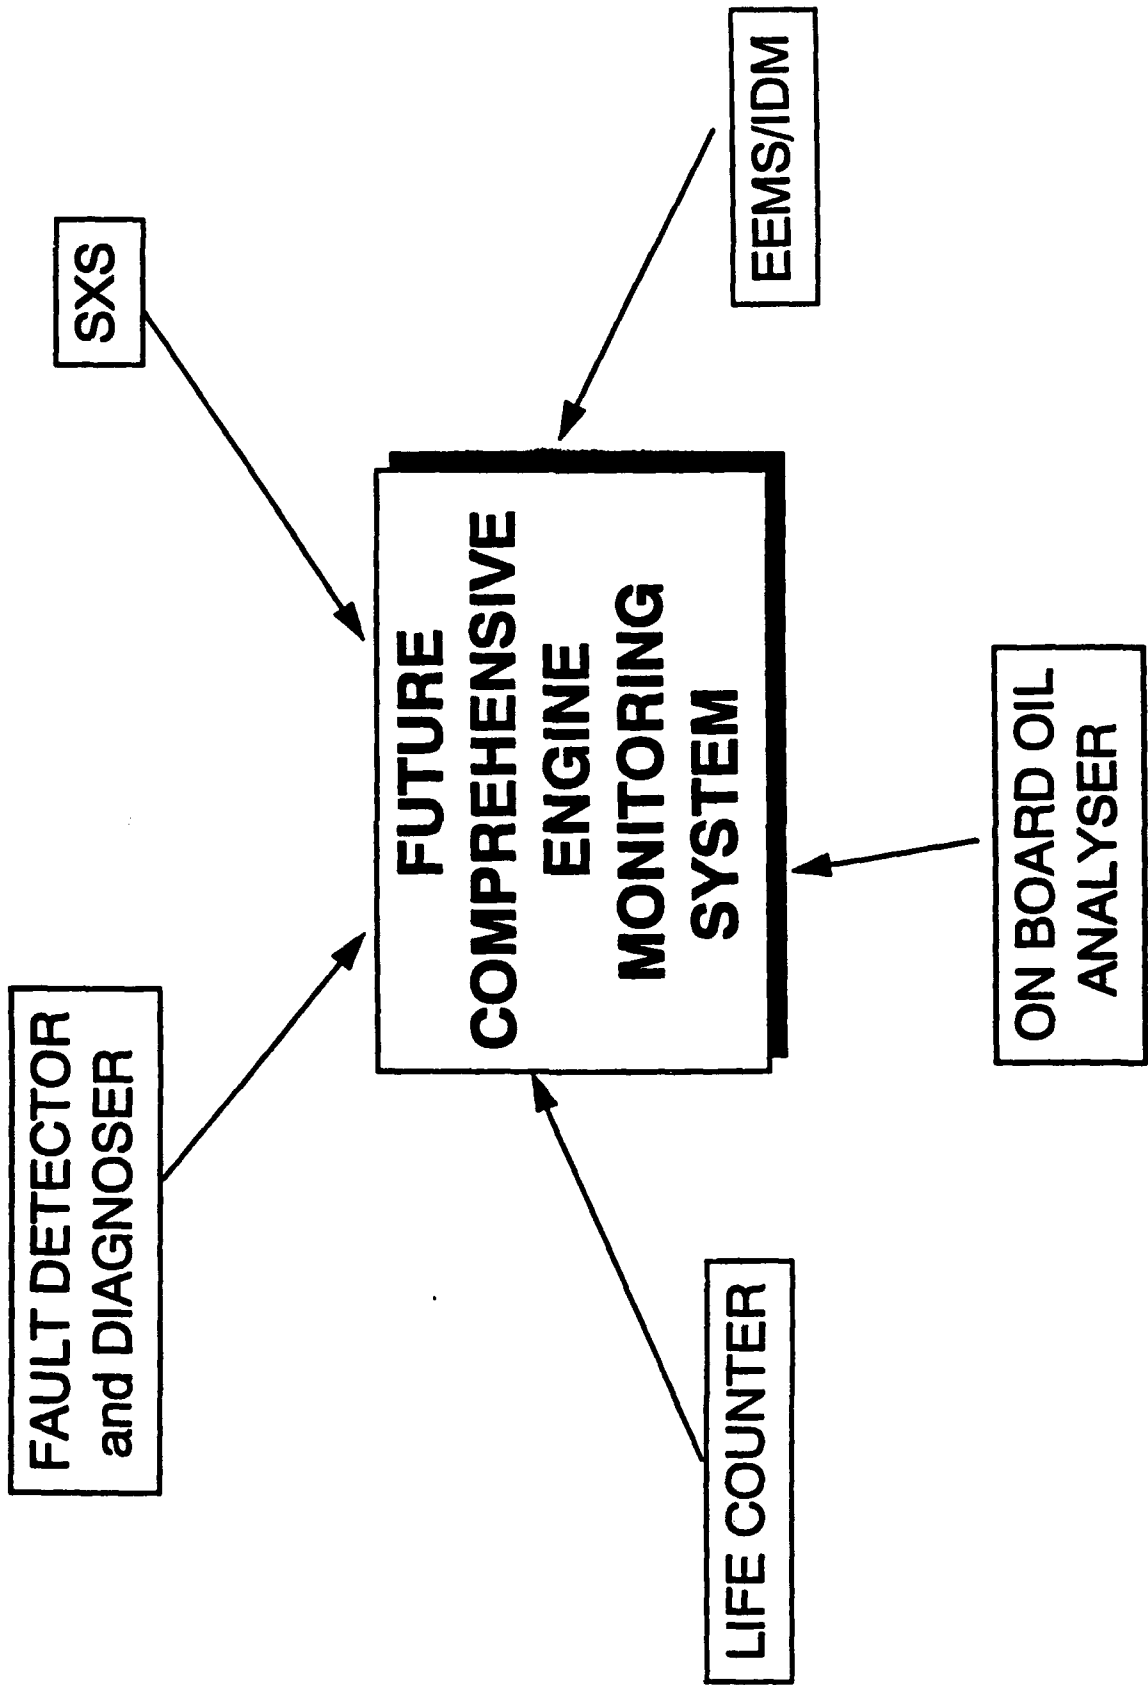 FAULT DETECTOR
and DIAGNOSER
SXS
FUTURE
COMPREHENSIVE
ENGINE
MONITORING
SYSTEM
LIFE COUNTER
EEMS/IDM
ON BOARD OIL
ANALYSER